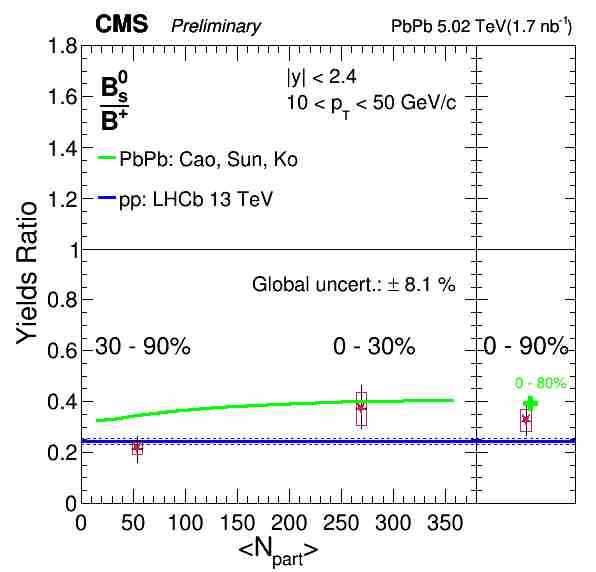 CMS Preliminary PbPb 5.02 TeV(1.7 nb⁻¹)
1.8
1.6
1.4
1.2
1
0.8
0.6
0.4
0.2
0
Yields Ratio
B⁰ₛ
B⁺
|y| < 2.4
10 < p_T < 50 GeV/c
PbPb: Cao, Sun, Ko
pp: LHCb 13 TeV
Global uncert.: ± 8.1 %
30 - 90% 0 - 30% 0 - 90%
0 - 80%
0 50 100 150 200 250 300 350
<N_part>